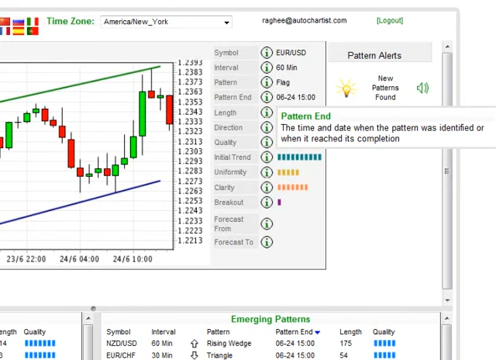 Time Zone: America/New_York raghee@autochartist.com [Logout]
Symbol EUR/USD
Interval 60 Min
Pattern Flag
Pattern End 06-24 15:00
Length
Direction
Quality
Initial Trend
Uniformity
Clarity
Breakout
Forecast
From
Forecast To
Pattern Alerts
New
Patterns
Found
Pattern End
The time and date when the pattern was identified or
when it reached its completion
1.2393
1.2383
1.2373
1.2363
1.2353
1.2343
1.2333
1.2323
1.2313
1.2303
1.2293
1.2283
1.2273
1.2263
1.2253
1.2243
1.2233
1.2223
1.2213
23/6 22:00 24/6 04:00 24/6 10:00
Emerging Patterns
ength Quality
14
8
Symbol Interval Pattern Pattern End Length Quality
NZD/USD 60 Min Rising Wedge 06-24 15:00 175
EUR/CHF 30 Min Triangle 06-24 15:00 54